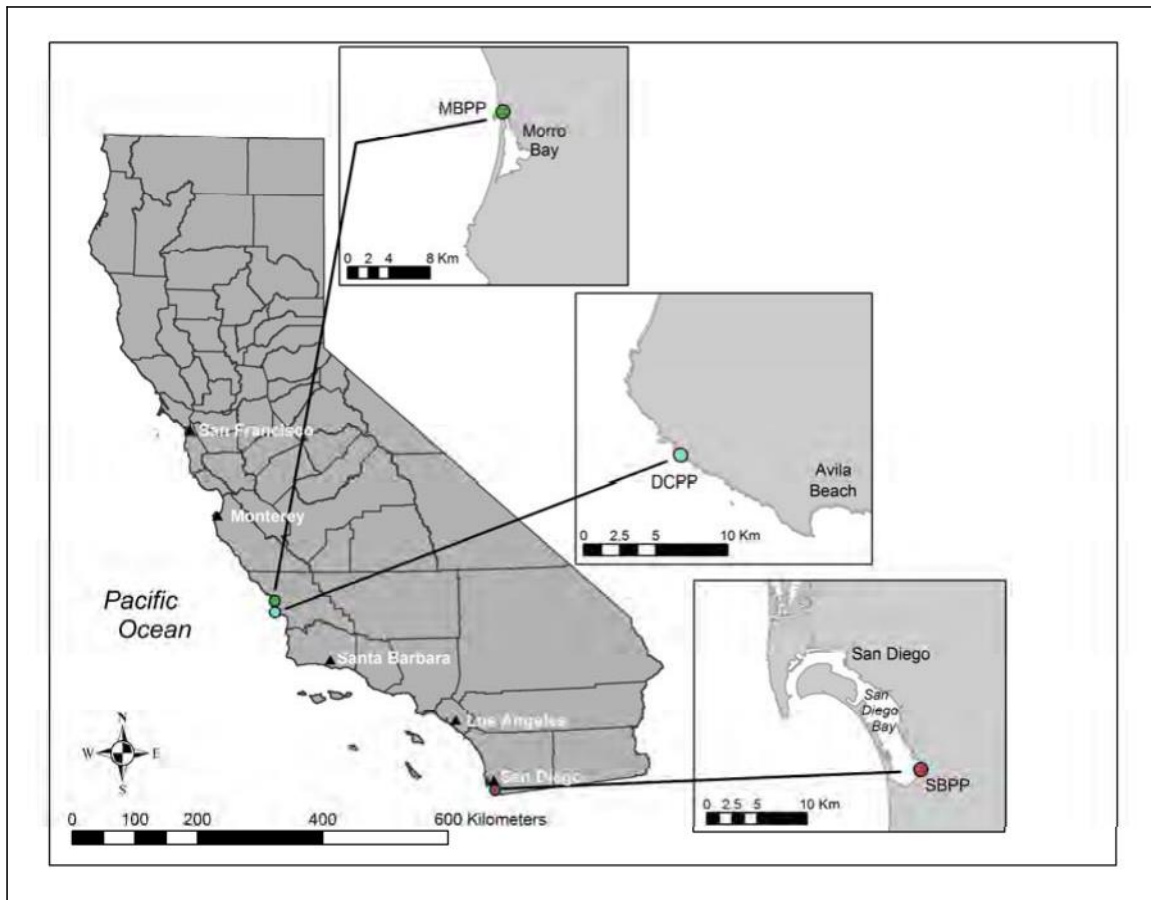 MBPP
Morro
Bay
0 2 4 8 Km
San Francisco
Monterey
DCPP
Avila
Beach
0 2.5 5 10 Km
Pacific
Ocean
Santa Barbara
Los Angeles
San Diego
San Diego
San
Diego
Bay
SBPP
0 2.5 5 10 Km
N
W E
S
0 100 200 400 600 Kilometers